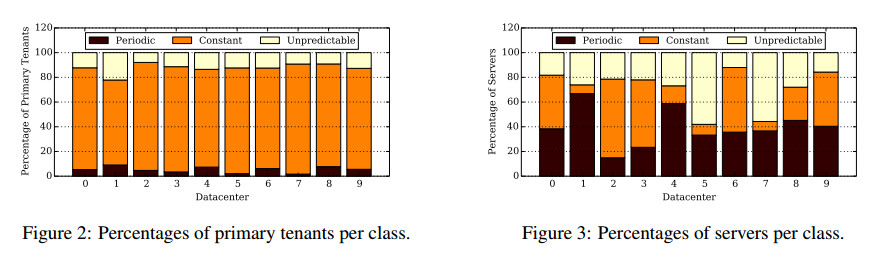 120
100
80
60
40
20
0
Percentage of Primary Tenants
Periodic Constant Unpredictable
0 1 2 3 4 5 6 7 8 9
Datacenter
Figure 2: Percentages of primary tenants per class.
120
100
80
60
40
20
0
Percentage of Servers
Periodic Constant Unpredictable
0 1 2 3 4 5 6 7 8 9
Datacenter
Figure 3: Percentages of servers per class.